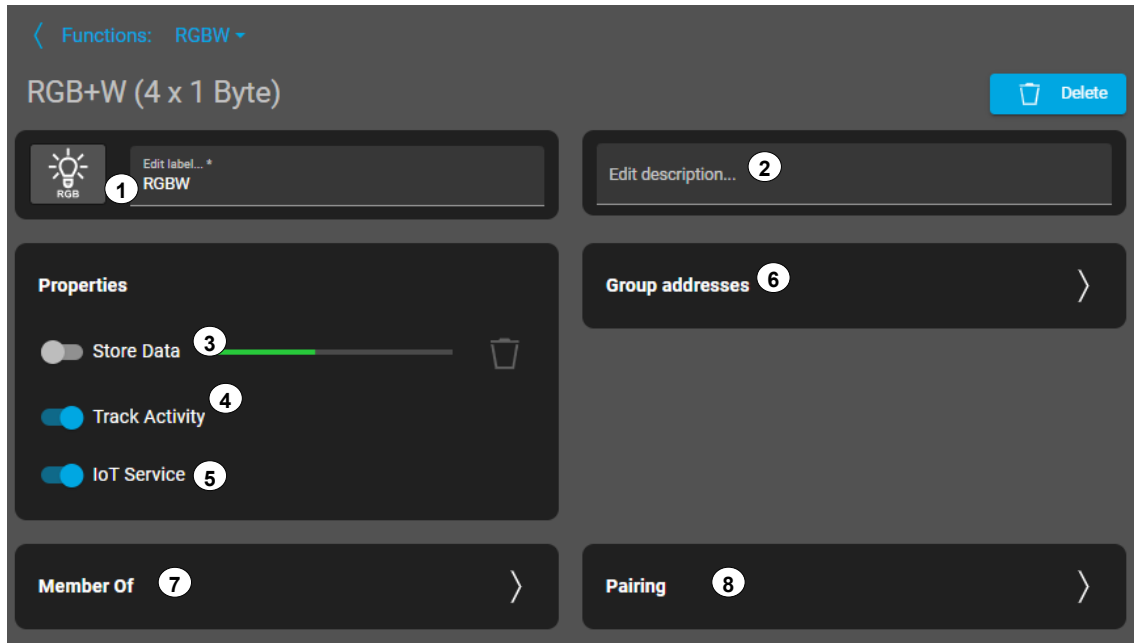 Functions: RGBW
RGB+W (4 x 1 Byte)
Delete
RGB
1
Edit label... *
RGBW
Edit description...
2
Properties
Store Data
3
Track Activity
4
IoT Service
5
Group addresses
6
Member Of
7
Pairing
8